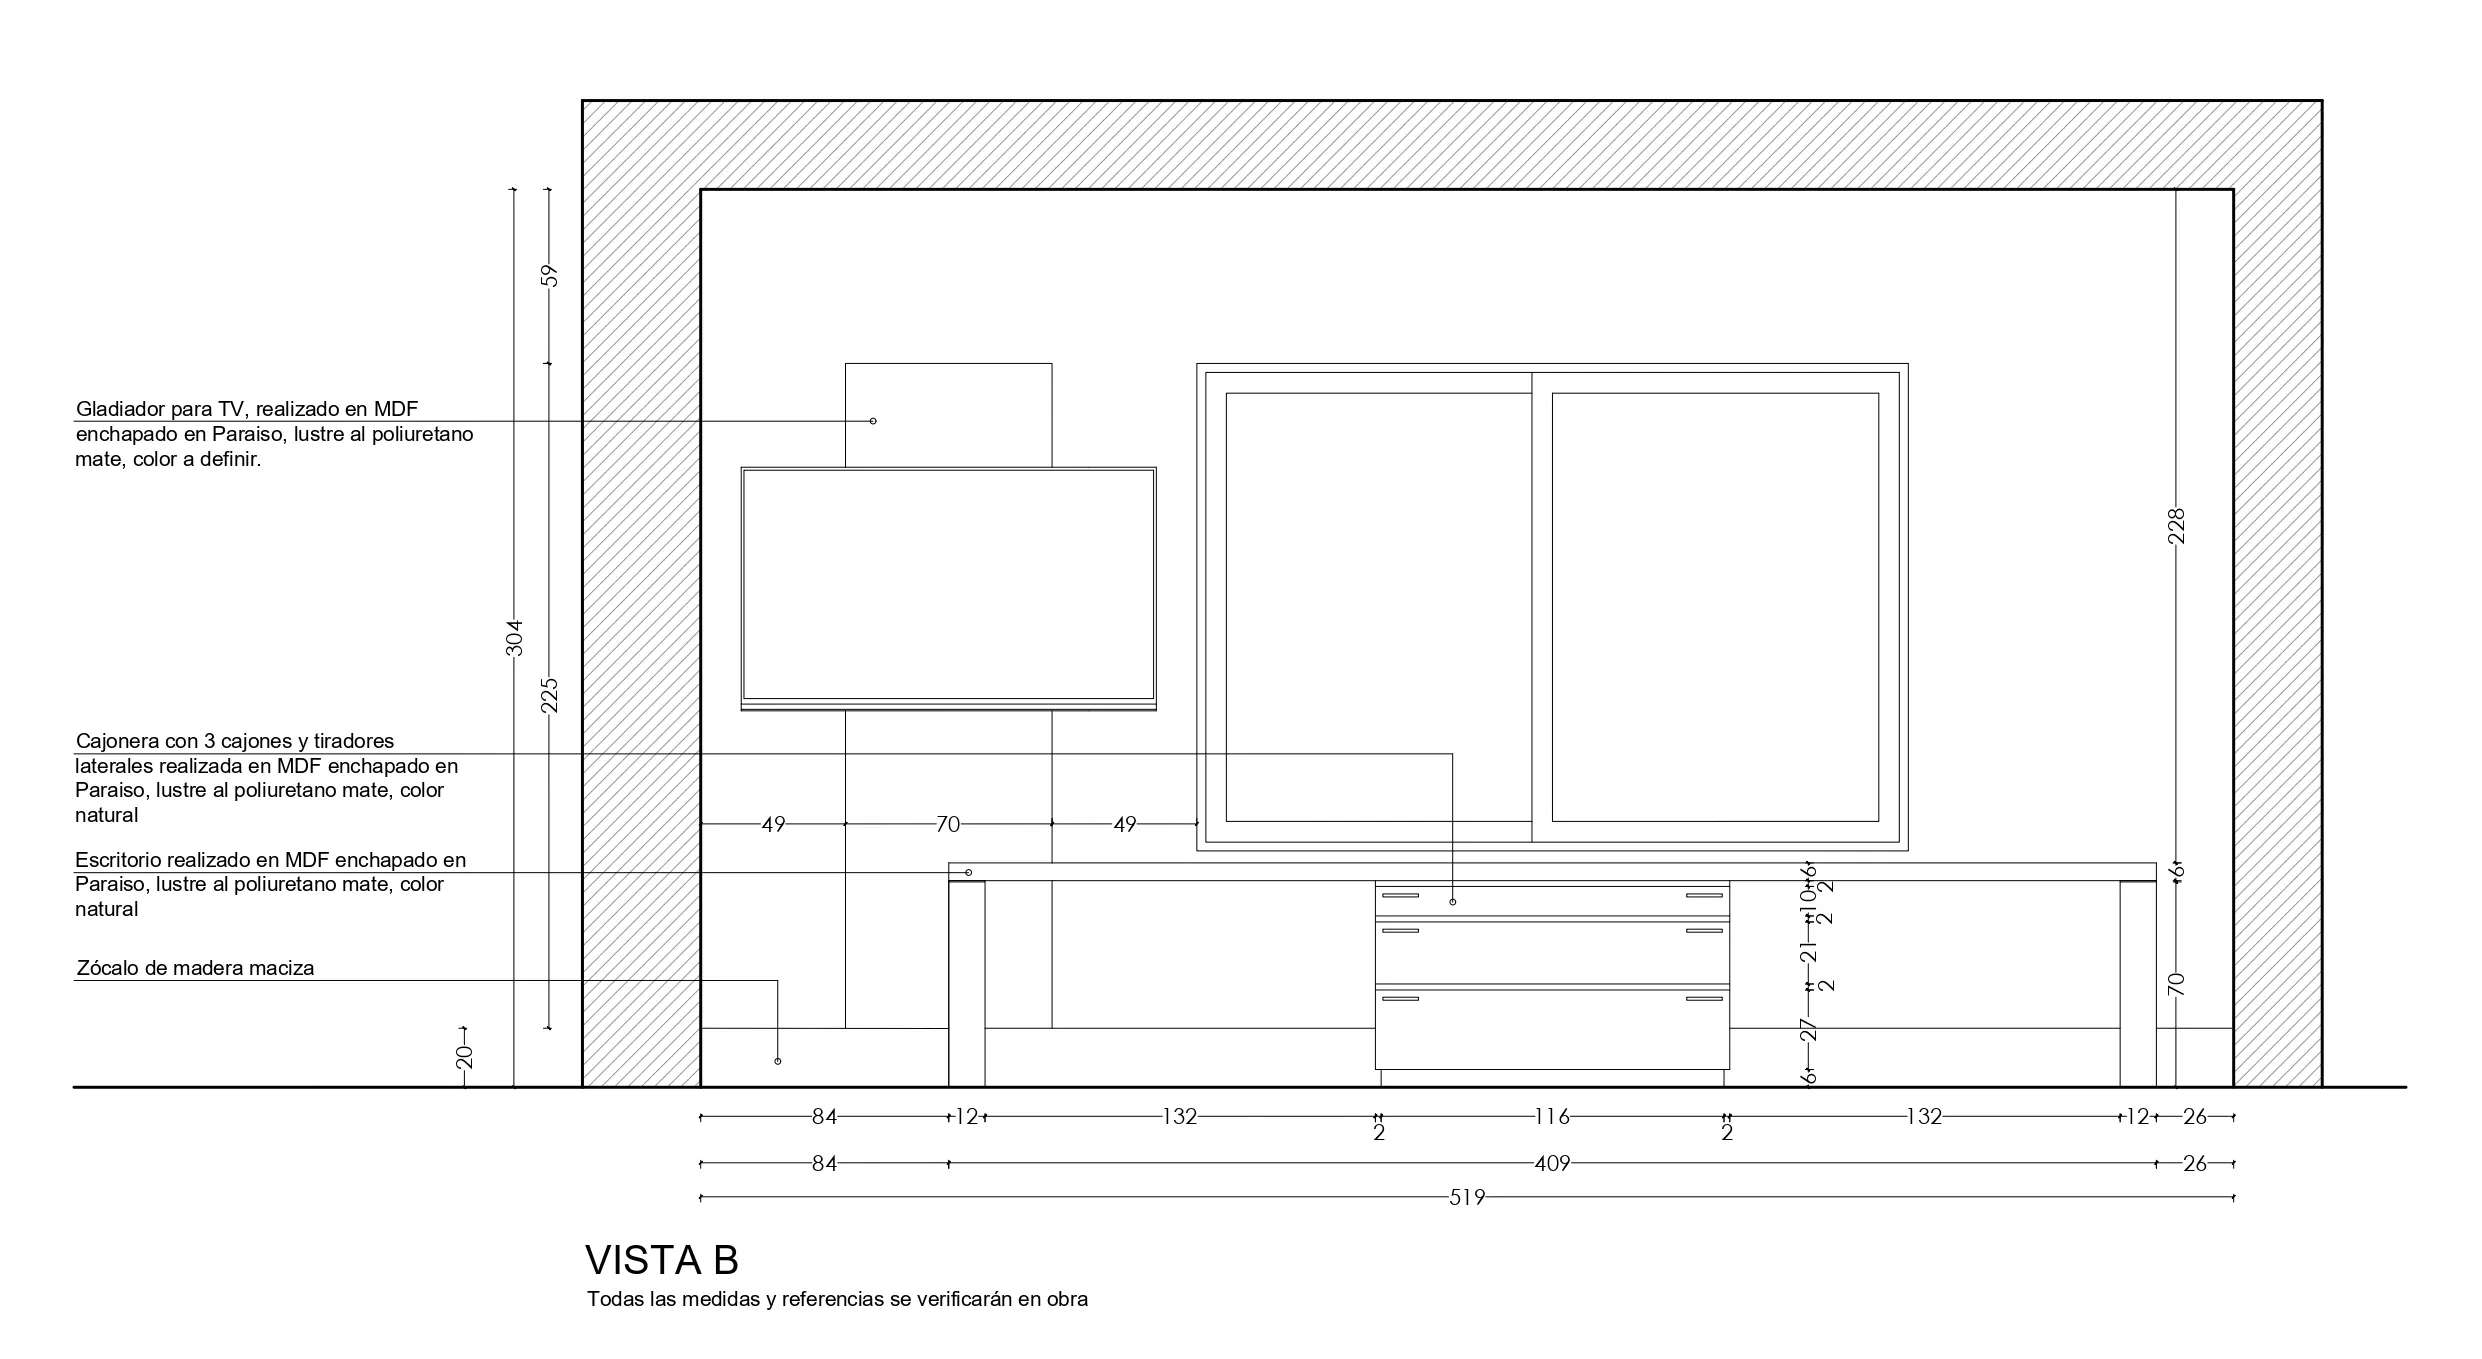 59
Gladiador para TV, realizado en MDF
enchapado en Paraiso, lustre al poliuretano
mate, color a definir.
228
304
225
Cajonera con 3 cajones y tiradores
laterales realizada en MDF enchapado en
Paraiso, lustre al poliuretano mate, color
natural
49 70 49
Escritorio realizado en MDF enchapado en
Paraiso, lustre al poliuretano mate, color
natural
6
2
10
2
21
2
27
6
6
70
Zócalo de madera maciza
20
84 12 132 2 116 2 132 12 26
84 409 26
519
VISTA B
Todas las medidas y referencias se verificarán en obra